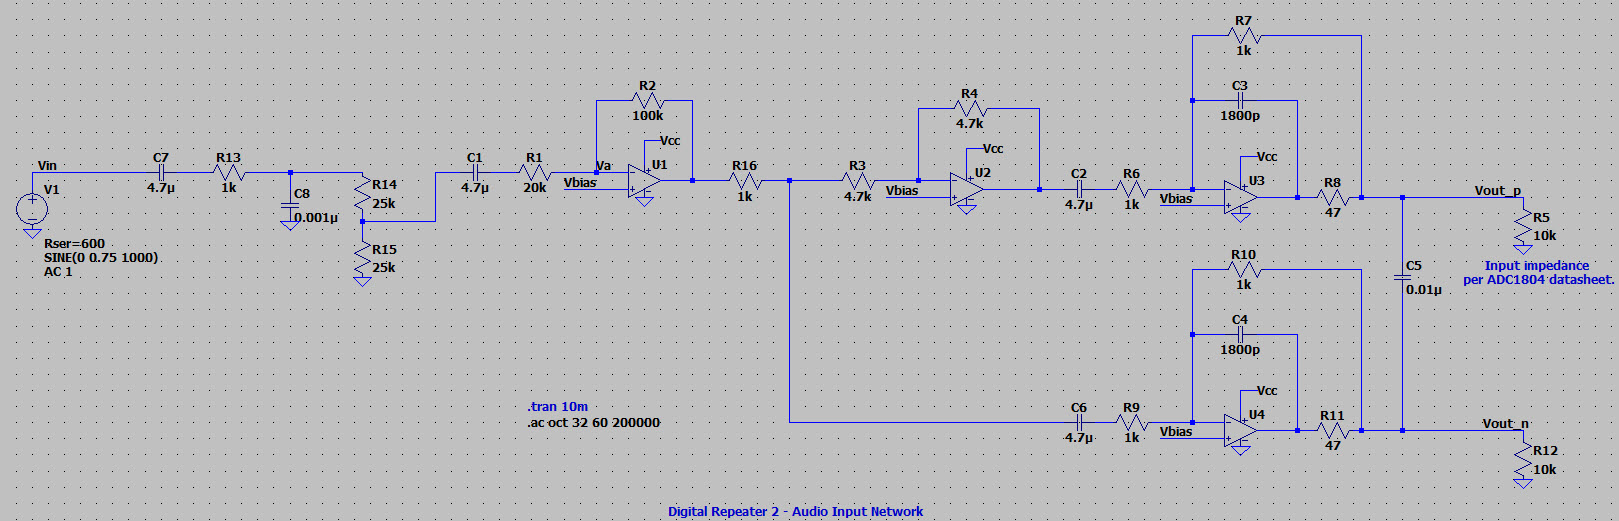 R7
1k
R2
100k
R4
4.7k
C3
1800p
Vcc
Vcc
Vcc
Vin
V1
Rser=600
SINE(0 0.75 1000)
AC 1
C7
4.7µ
R13
1k
C8
0.001µ
R14
25k
R15
25k
C1
4.7µ
R1
20k
Va
Vbias
U1
R16
1k
R3
4.7k
Vbias
U2
C2
4.7µ
R6
1k
Vbias
U3
R8
47
Vout_p
R5
10k
Input impedance
per ADC1804 datasheet.
R10
1k
C5
0.01µ
C4
1800p
Vcc
.tran 10m
.ac oct 32 60 200000
C6
4.7µ
R9
1k
Vbias
U4
R11
47
Vout_n
R12
10k
Digital Repeater 2 - Audio Input Network